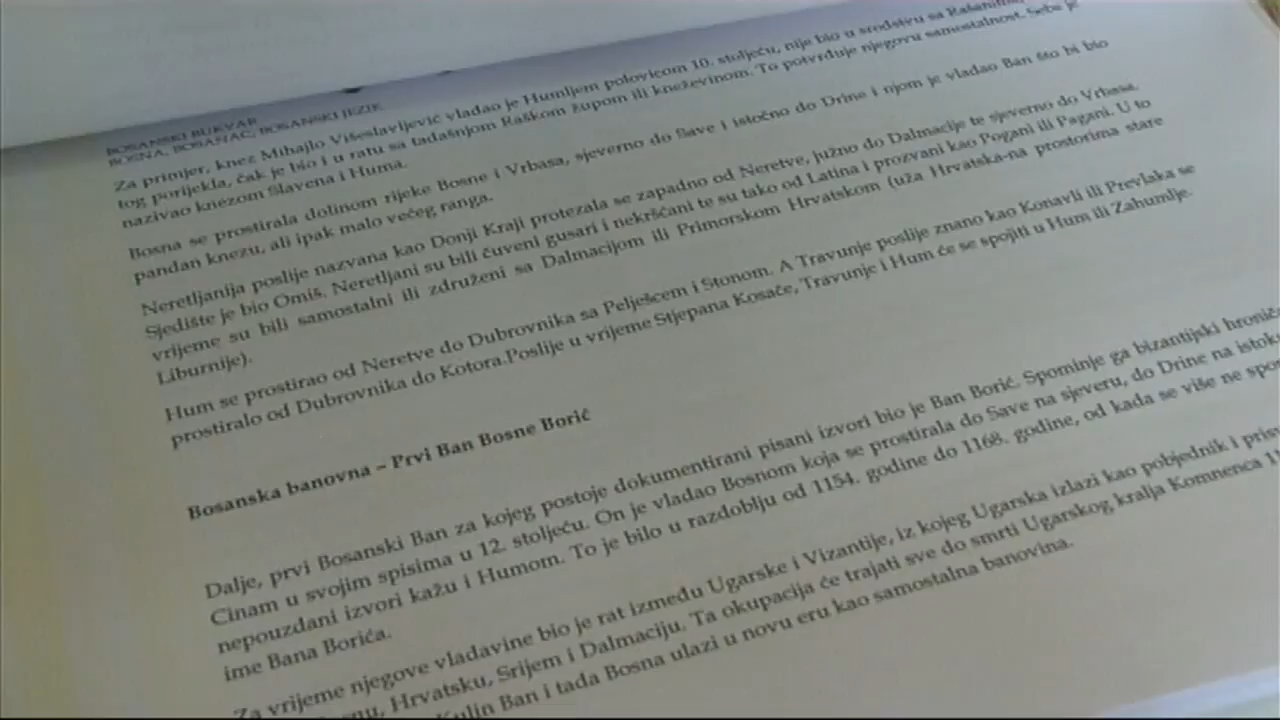 BOSANSKI BUKVAR
BOSNA, BOSANAC, BOSANSKI JEZIK
Za primjer, knez Mihajlo Višeslavljević vladao je Humljem polovicom 10. stoljeću, nije bio u srodstvu sa Rašanima,
tog porijekla, čak je bio i u ratu sa tadašnjom Raškom župom ili kneževinom. To potvrđuje njegovu samostalnost. Sebe je
nazivao knezom Slavena i Huma.
Bosna se prostirala dolinom rijeke Bosne i Vrbasa, sjeverno do Save i istočno do Drine i njom je vladao Ban što bi bio
pandan knezu, ali ipak malo većeg ranga.
Neretljanija poslije nazvana kao Donji Kraji protezala se zapadno od Neretve, južno do Dalmacije te sjeverno do Vrbasa.
Sjedište je bio Omiš. Neretljani su bili čuveni gusari i nekršćani te su tako od Latina i prozvani kao Pogani ili Pagani. U to
vrijeme su bili samostalni ili združeni sa Dalmacijom ili Primorskom Hrvatskom (uža Hrvatska-na prostorima stare
Liburnije).
Hum se prostirao od Neretve do Dubrovnika sa Pelješcem i Stonom. A Travunje poslije znano kao Konavli ili Prevlaka se
prostiralo od Dubrovnika do Kotora.Poslije u vrijeme Stjepana Kosače, Travunje i Hum će se spojiti u Hum ili Zahumlje.
Bosanska banovna – Prvi Ban Bosne Borić
Dalje, prvi Bosanski Ban za kojeg postoje dokumentirani pisani izvori bio je Ban Borić. Spominje ga bizantijski
Cinam u svojim spisima u 12. stoljeću. On je vladao Bosnom koja se prostirala do Save na sjeveru, do Drine na istoku
nepouzdani izvori kažu i Humom. To je bilo u razdoblju od 1154. godine do 1168. godine, od kada se više ne
ime Bana Borića.
Za vrijeme njegove vladavine bio je rat između Ugarske i Vizantije, iz kojeg Ugarska izlazi kao pobjednik i
Hrvatsku, Srijem i Dalmaciju. Ta okupacija će trajati sve do smrti Ugarskog kralja Komnenca
Kulin Ban i tada Bosna ulazi u novu eru kao samostalna banovina.